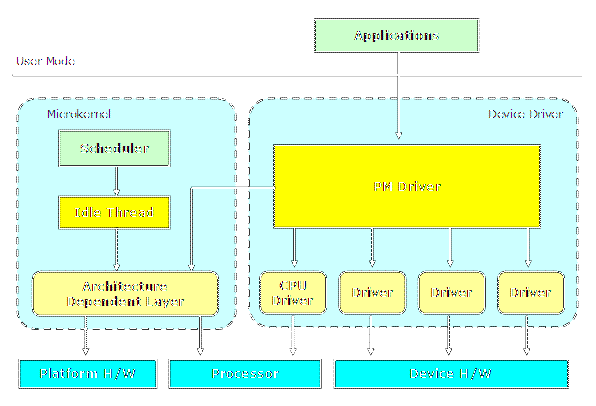 Applications
User Mode
Microkernel
Device Driver
Scheduler
PM Driver
Idle Thread
Architecture
Dependent Layer
CPU
Driver
Driver
Driver
Driver
Platform H/W
Processor
Device H/W